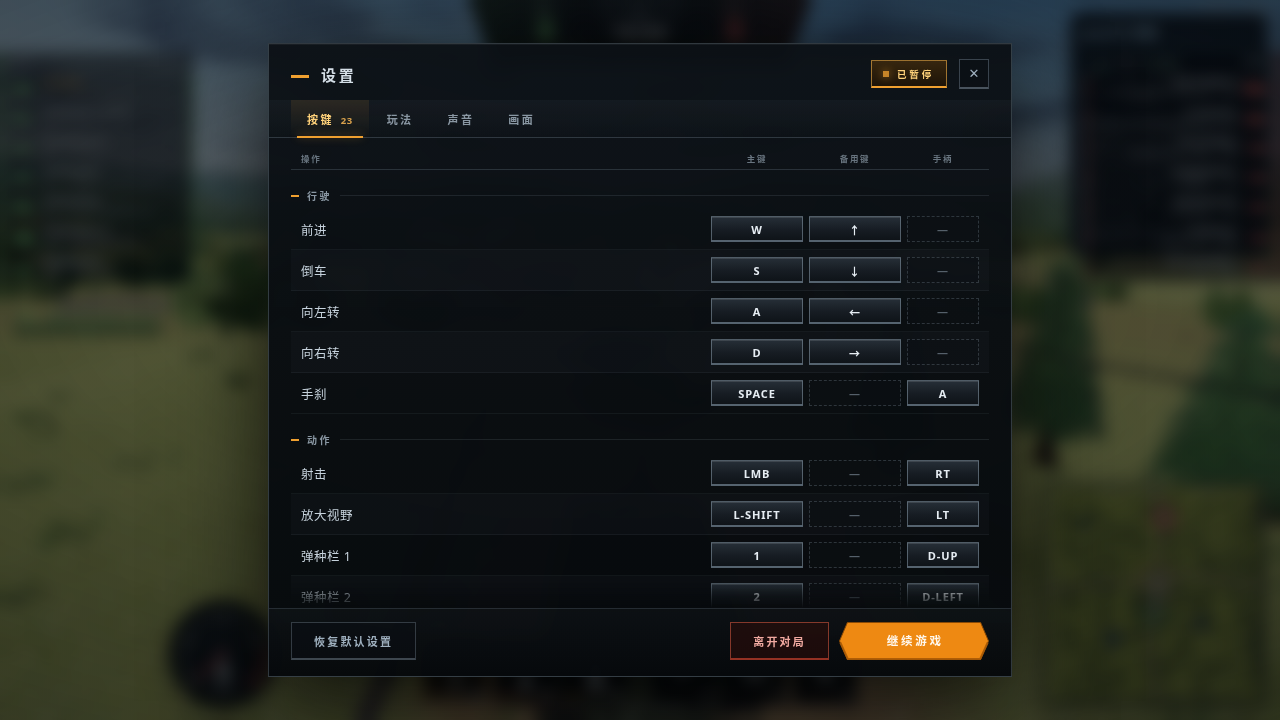 设置
已暂停 ×
按键 23 玩法 声音 画面
操作 主键 备用键 手柄
行驶
前进 W ↑ —
倒车 S ↓ —
向左转 A ← —
向右转 D → —
手刹 SPACE — A
动作
射击 LMB — RT
放大视野 L-SHIFT — LT
弹种栏 1 1 — D-UP
弹种栏 2 2 — D-LEFT
恢复默认设置 离开对局 继续游戏